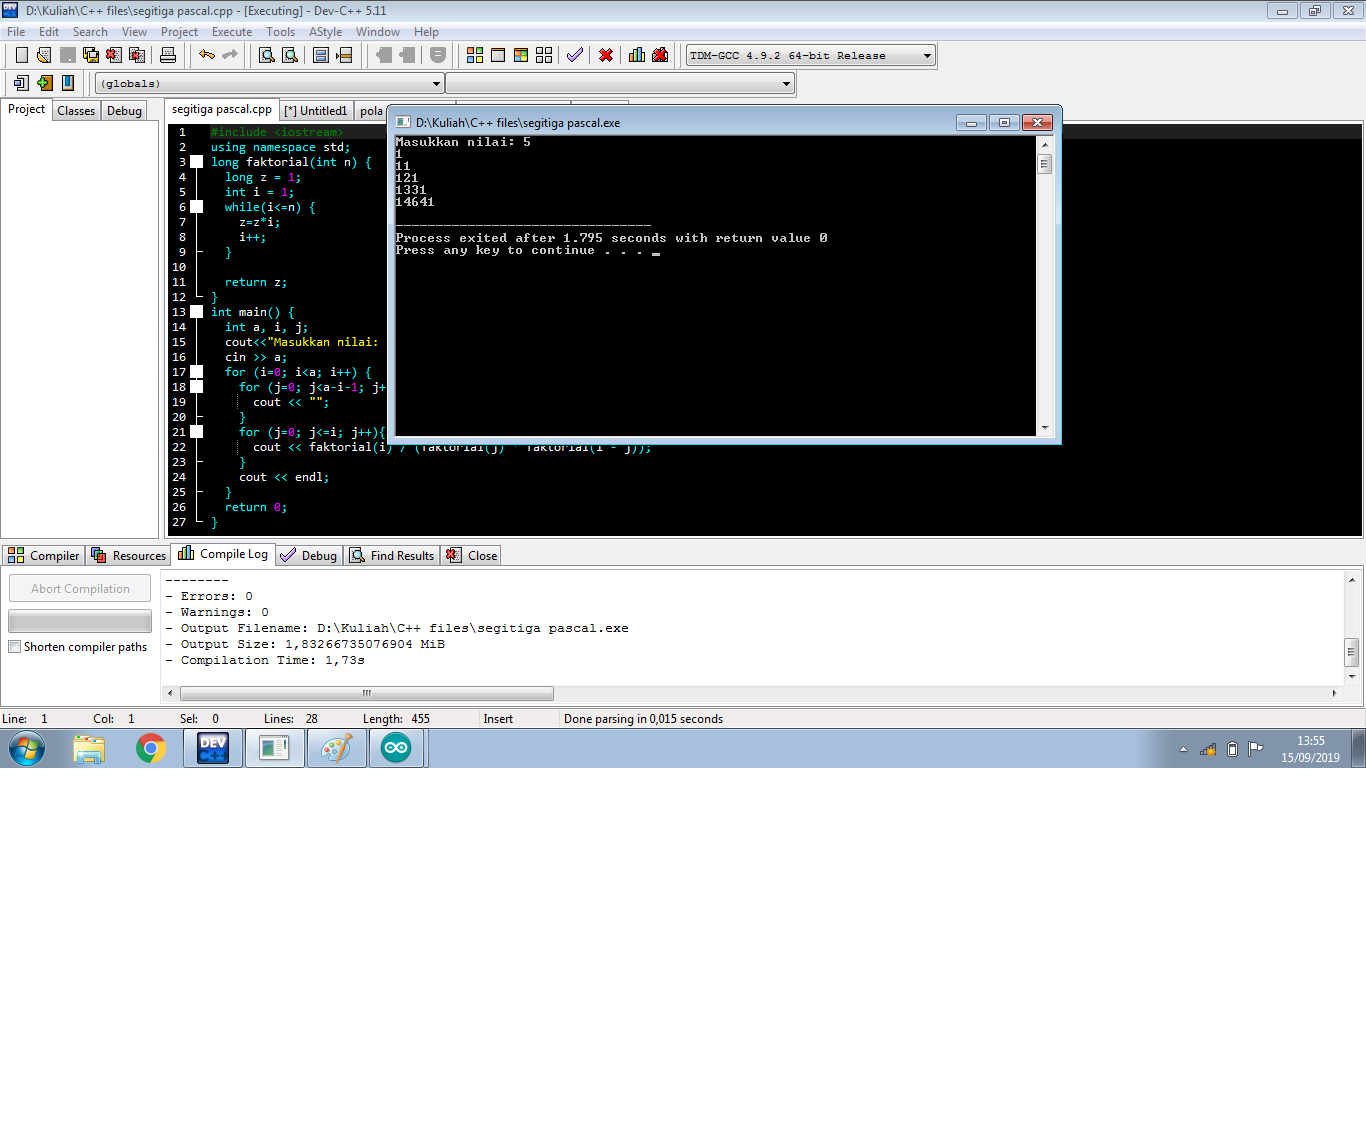 D:\Kuliah\C++ files\segitiga pascal.cpp - [Executing] - Dev-C++ 5.11
File Edit Search View Project Execute Tools AStyle Window Help
TDM-GCC 4.9.2 64-bit Release
(globals)
Project Classes Debug
segitiga pascal.cpp [*] Untitled1 pola
1 #include <iostream>
2 using namespace std;
3 long faktorial(int n) {
4 long z = 1;
5 int i = 1;
6 while(i<=n) {
7 z=z*i;
8 i++;
9 }
10
11 return z;
12 }
13 int main() {
14 int a, i, j;
15 cout<<"Masukkan nilai:
16 cin >> a;
17 for (i=0; i<a; i++) {
18 for (j=0; j<a-i-1; j+
19 cout << "";
20 }
21 for (j=0; j<=i; j++){
22 cout << faktorial(i) / (faktorial(j) * faktorial(i - j));
23 }
24 cout << endl;
25 }
26 return 0;
27 }
D:\Kuliah\C++ files\segitiga pascal.exe
Masukkan nilai: 5
1
11
121
1331
14641
--------------------------------
Process exited after 1.795 seconds with return value 0
Press any key to continue . . . _
Compiler Resources Compile Log Debug Find Results Close
Abort Compilation
Shorten compiler paths
--------
- Errors: 0
- Warnings: 0
- Output Filename: D:\Kuliah\C++ files\segitiga pascal.exe
- Output Size: 1,83266735076904 MiB
- Compilation Time: 1,73s
Line: 1 Col: 1 Sel: 0 Lines: 28 Length: 455 Insert Done parsing in 0,015 seconds
DEV C++
13:55
15/09/2019